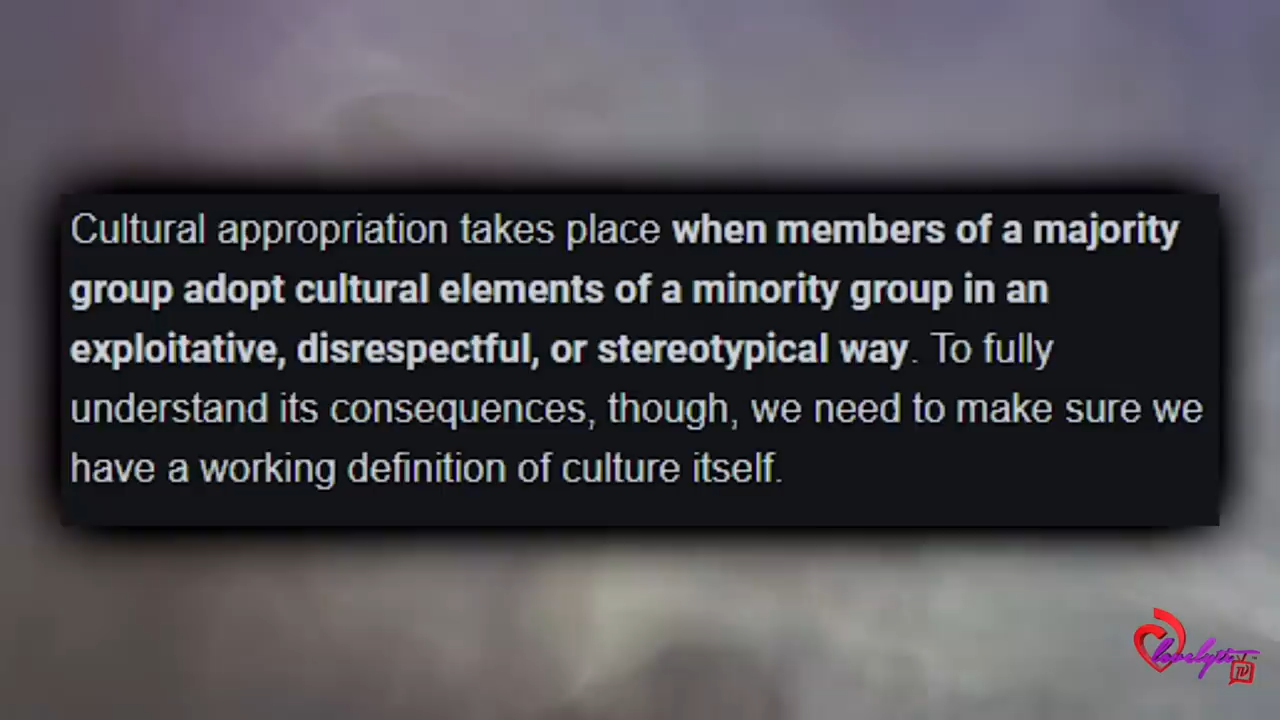 Cultural appropriation takes place when members of a majority
group adopt cultural elements of a minority group in an
exploitative, disrespectful, or stereotypical way. To fully
understand its consequences, though, we need to make sure we
have a working definition of culture itself.